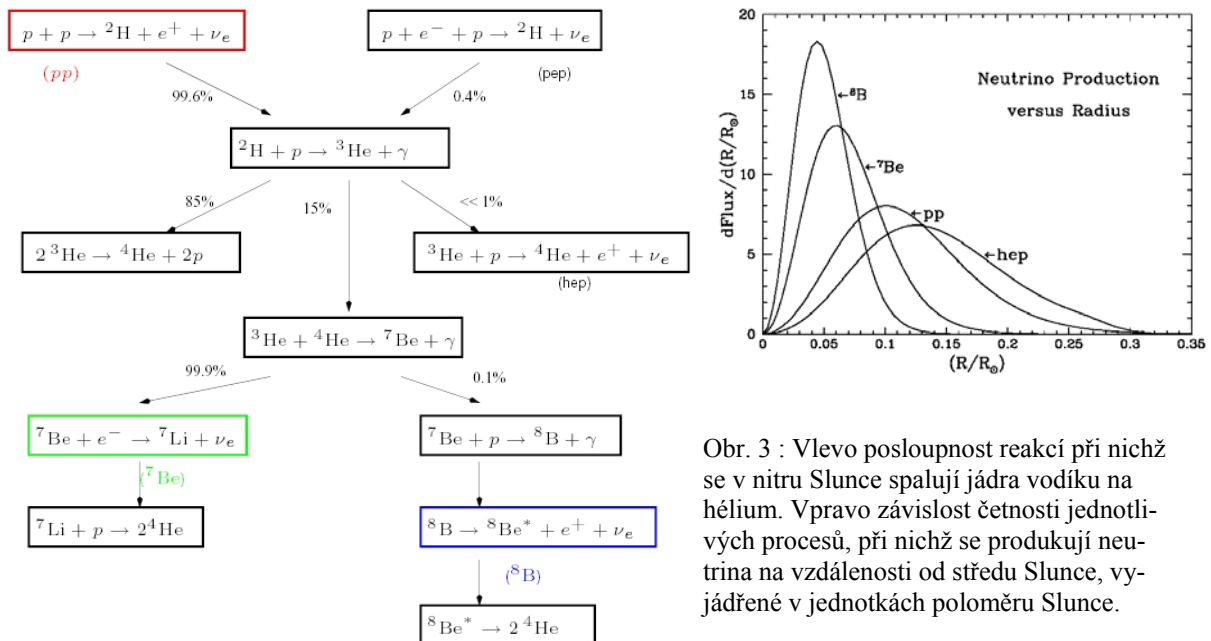 p + p → ²H + e⁺ + νₑ
p + e⁻ + p → ²H + νₑ
(pp)
(pep)
99.6%
0.4%
²H + p → ³He + γ
85%
15%
<< 1%
2 ³He → ⁴He + 2p
³He + p → ⁴He + e⁺ + νₑ
(hep)
³He + ⁴He → ⁷Be + γ
99.9%
0.1%
⁷Be + e⁻ → ⁷Li + νₑ
⁷Be + p → ⁸B + γ
(⁷Be)
⁷Li + p → 2⁴He
⁸B → ⁸Be* + e⁺ + νₑ
(⁸B)
⁸Be* → 2 ⁴He
Neutrino Production
versus Radius
←⁸B
←⁷Be
←pp
←hep
dFlux/d(R/R☉)
20
15
10
5
0
0 0.05 0.1 0.15 0.2 0.25 0.3 0.35
(R/R☉)
Obr. 3 : Vlevo posloupnost reakcí při nichž
se v nitru Slunce spalují jádra vodíku na
hélium. Vpravo závislost četnosti jednotli-
vých procesů, při nichž se produkují neu-
trina na vzdálenosti od středu Slunce, vy-
jádřené v jednotkách poloměru Slunce.